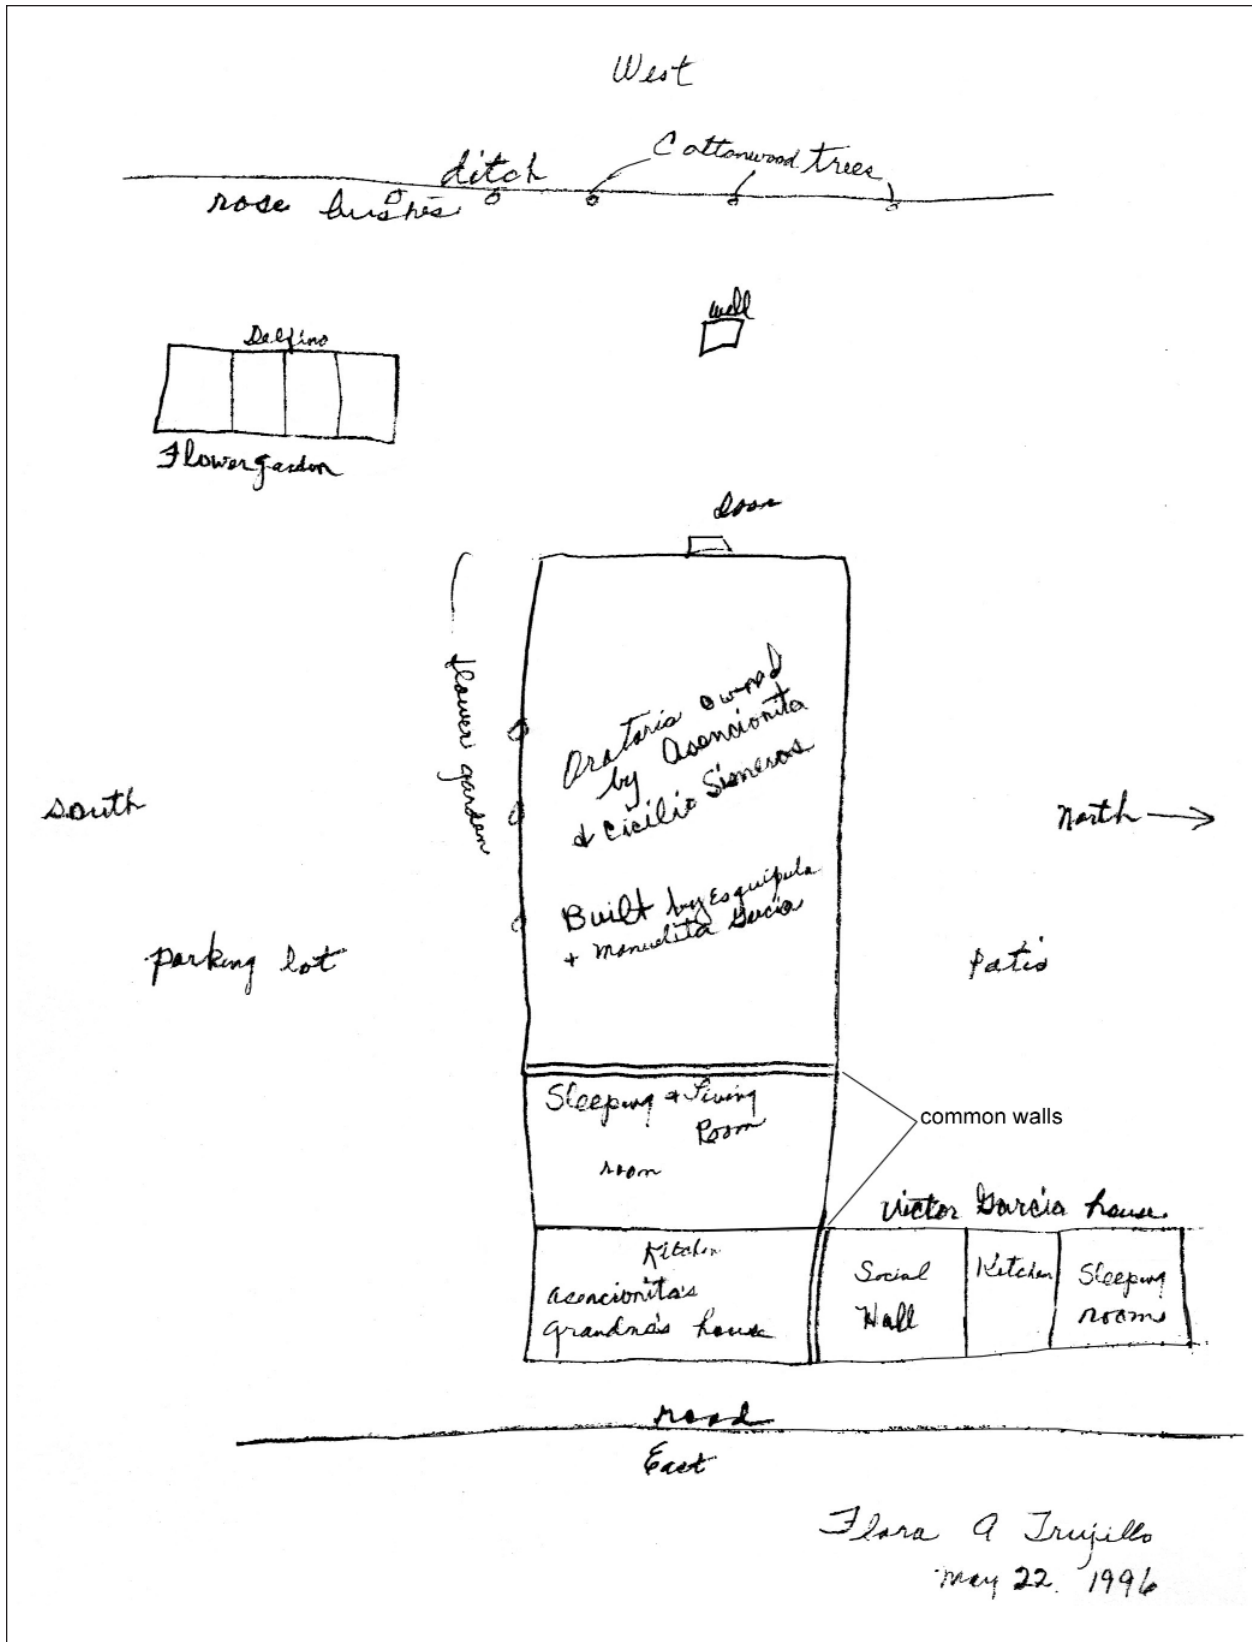 West
Cottonwood trees
ditch
rose bushes
well
Delfino
Flower garden
door
flower garden
Oratorio owned
by Asencionita
& Cicilio Sisneros
south
North
Built by Esquipula
+ Manuelita Garcia
parking lot
Patio
Sleeping & Living
Room
room
common walls
Victor Garcia house
Kitchen
Asencionita's
grandma's house
Social
Hall
Kitchen
Sleeping
rooms
road
East
Flora A Trujillo
May 22. 1996